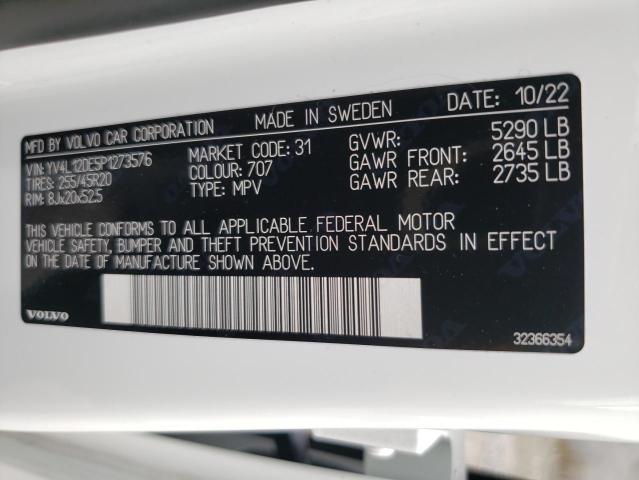 MFD BY VOLVO CAR CORPORATION MADE IN SWEDEN DATE: 10/22
VIN: YV4L12DE5P1273576 MARKET CODE: 31 GVWR: 5290 LB
TIRES: 255/45R20 COLOUR: 707 GAWR FRONT: 2645 LB
RIM: 8Jx20x52.5 TYPE: MPV GAWR REAR: 2735 LB
THIS VEHICLE CONFORMS TO ALL APPLICABLE FEDERAL MOTOR
VEHICLE SAFETY, BUMPER AND THEFT PREVENTION STANDARDS IN EFFECT
ON THE DATE OF MANUFACTURE SHOWN ABOVE.
VOLVO 32366354